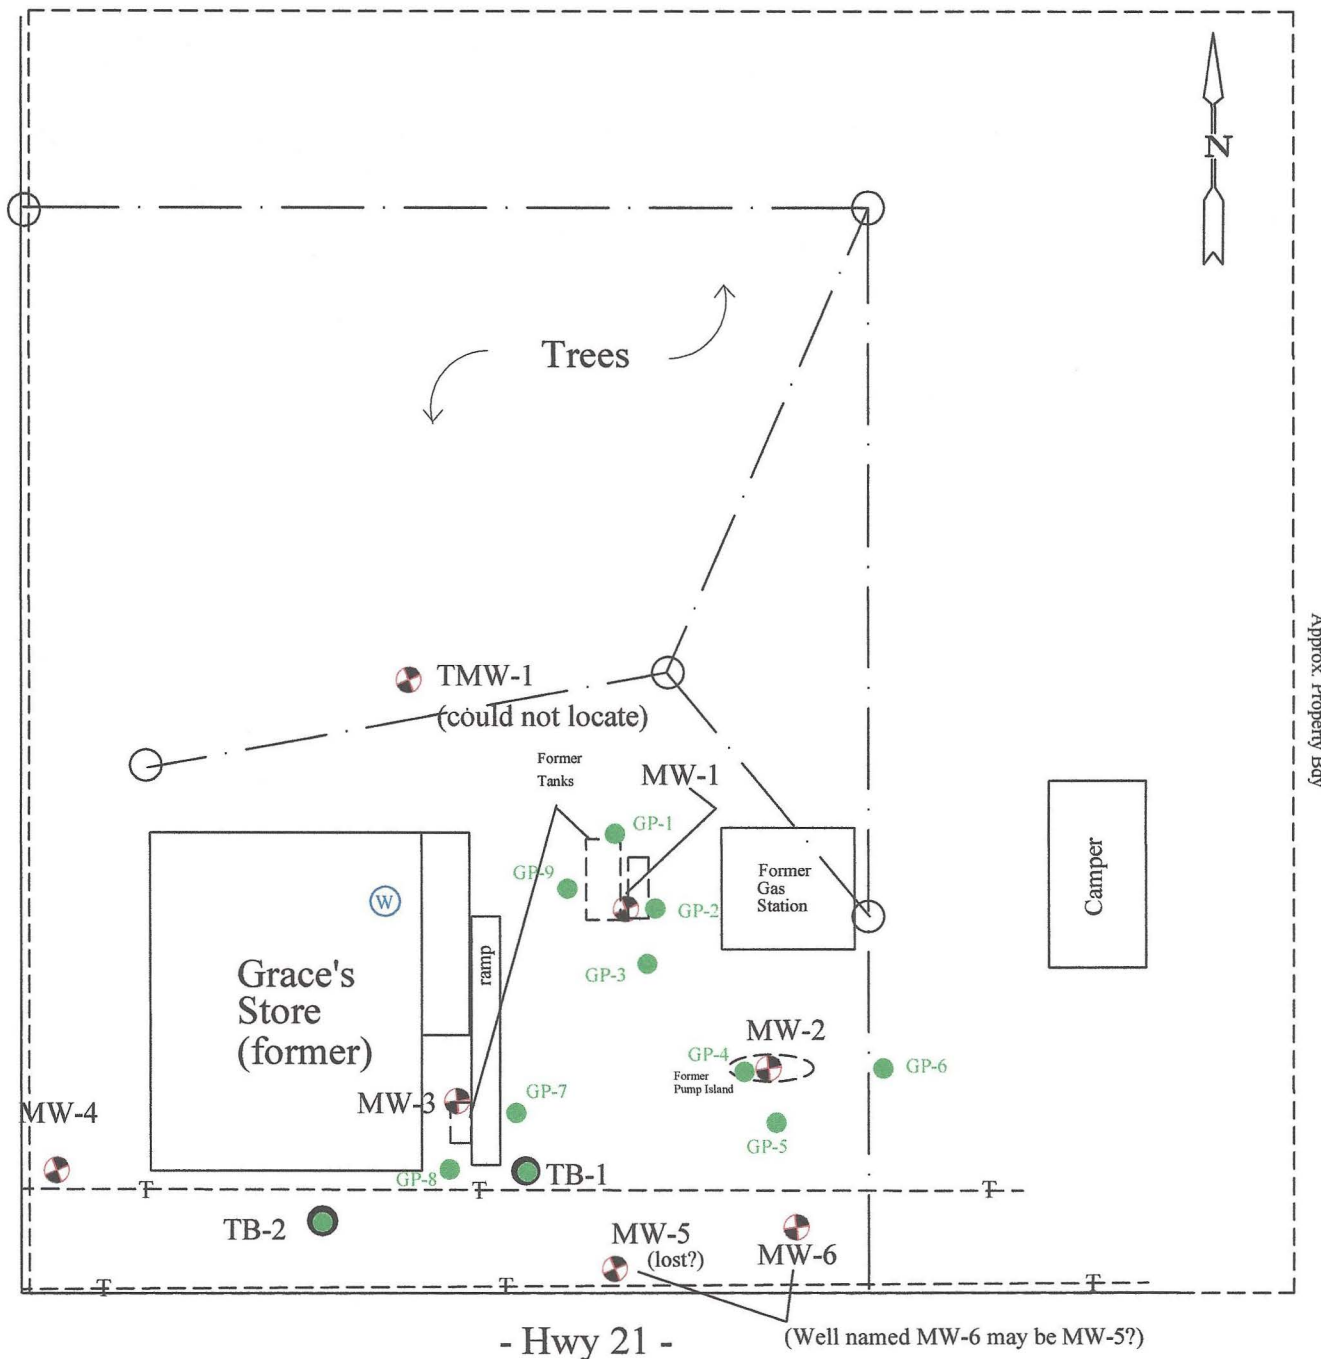 N
Trees
Approx. Property Bdy
TMW-1
(could not locate)
Former
Tanks
MW-1
GP-1
GP-9
GP-2
GP-3
Former
Gas
Station
Camper
W
ramp
Grace's
Store
(former)
MW-2
GP-4
Former
Pump Island
GP-6
GP-5
MW-3
GP-7
MW-4
GP-8
TB-1
T
T
T
TB-2
MW-5
(lost?)
MW-6
T
T
T
- Hwy 21 -
(Well named MW-6 may be MW-5?)